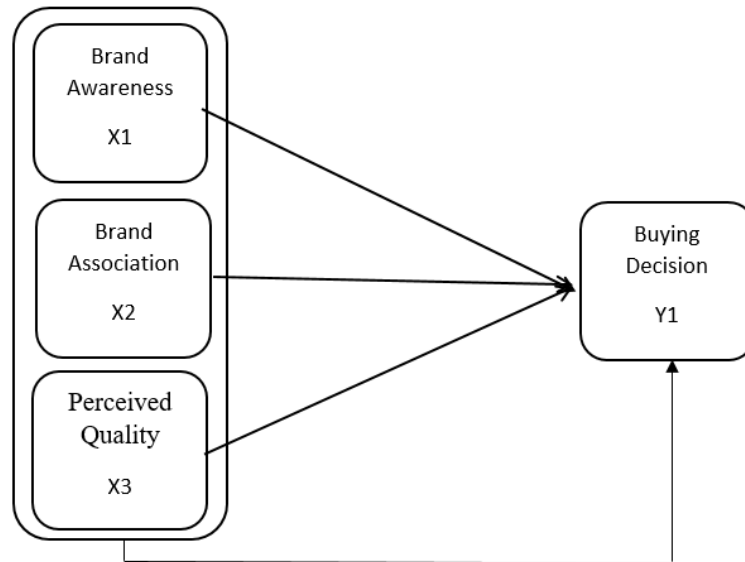 Brand
Awareness
X1
Brand
Association
X2
Perceived
Quality
X3
Buying
Decision
Y1